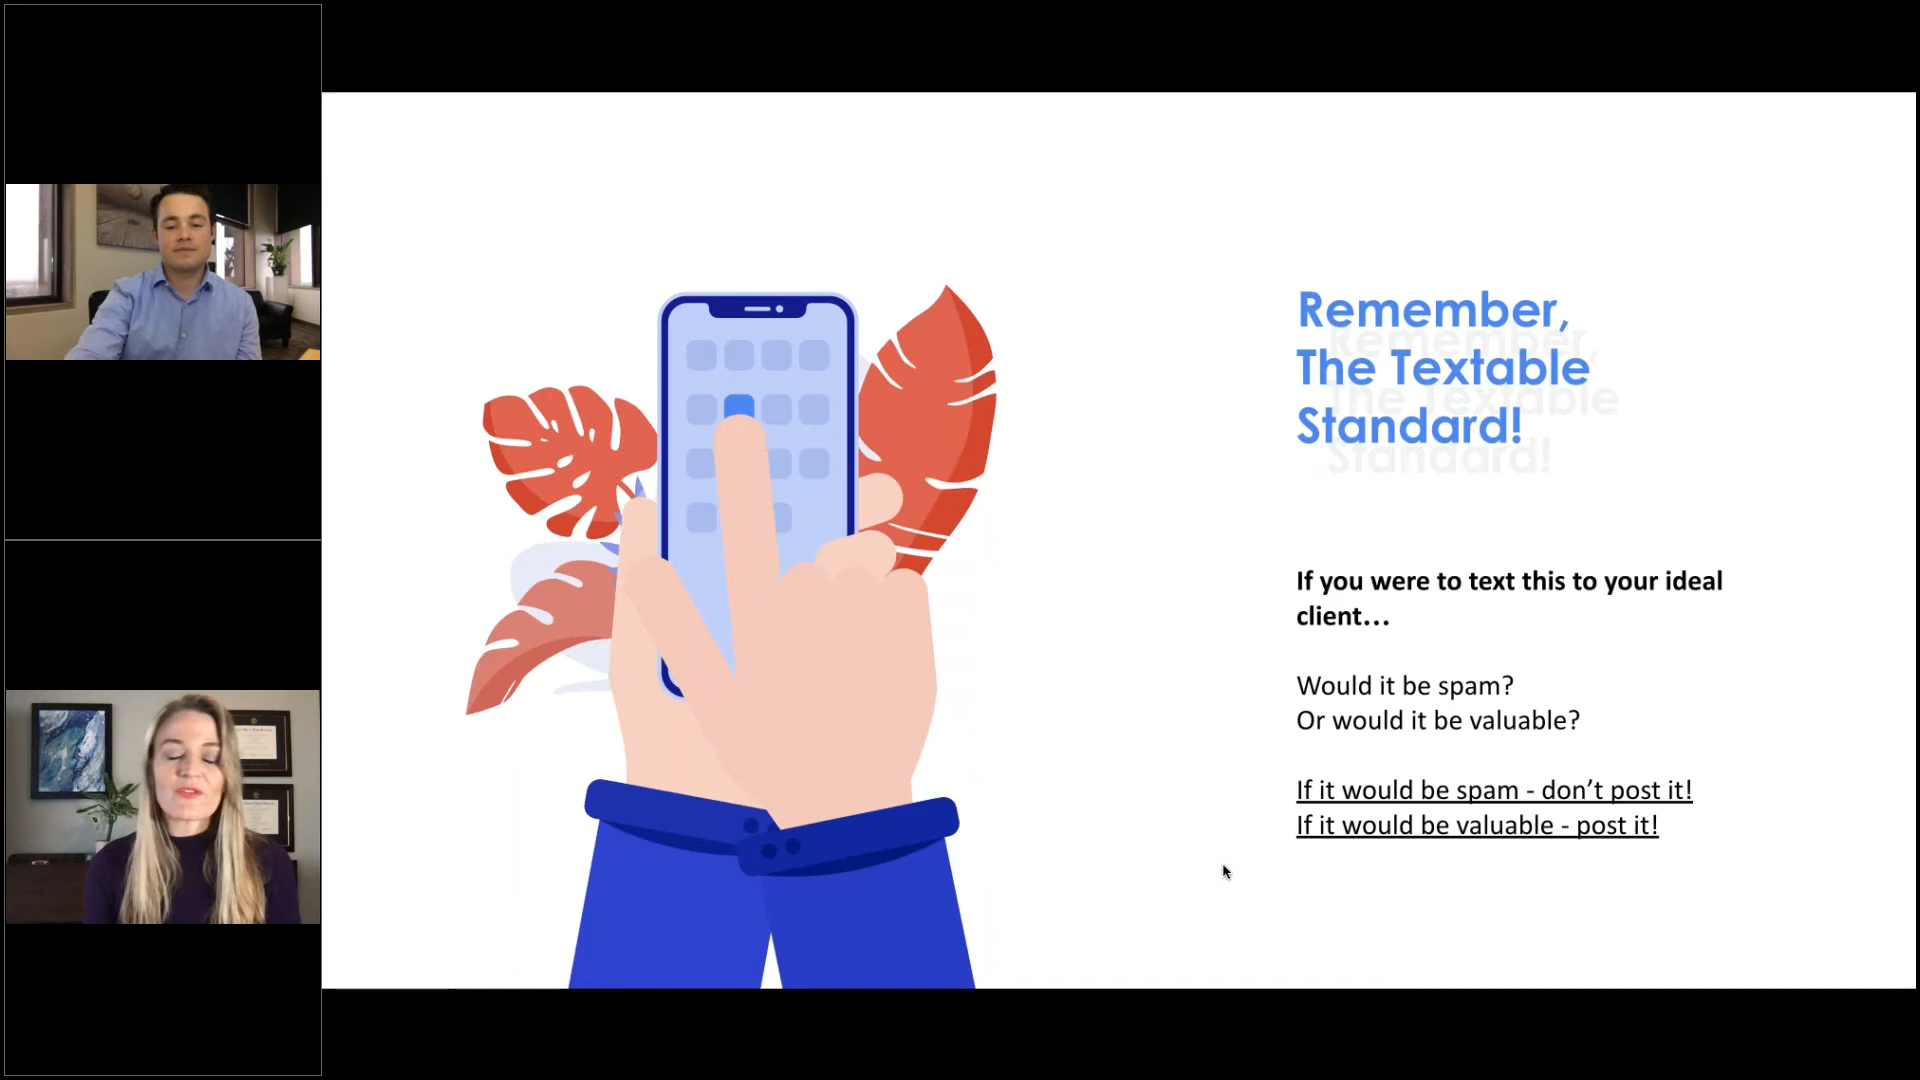 Remember,
The Textable
Standard!
If you were to text this to your ideal
client...
Would it be spam?
Or would it be valuable?
If it would be spam - don’t post it!
If it would be valuable - post it!